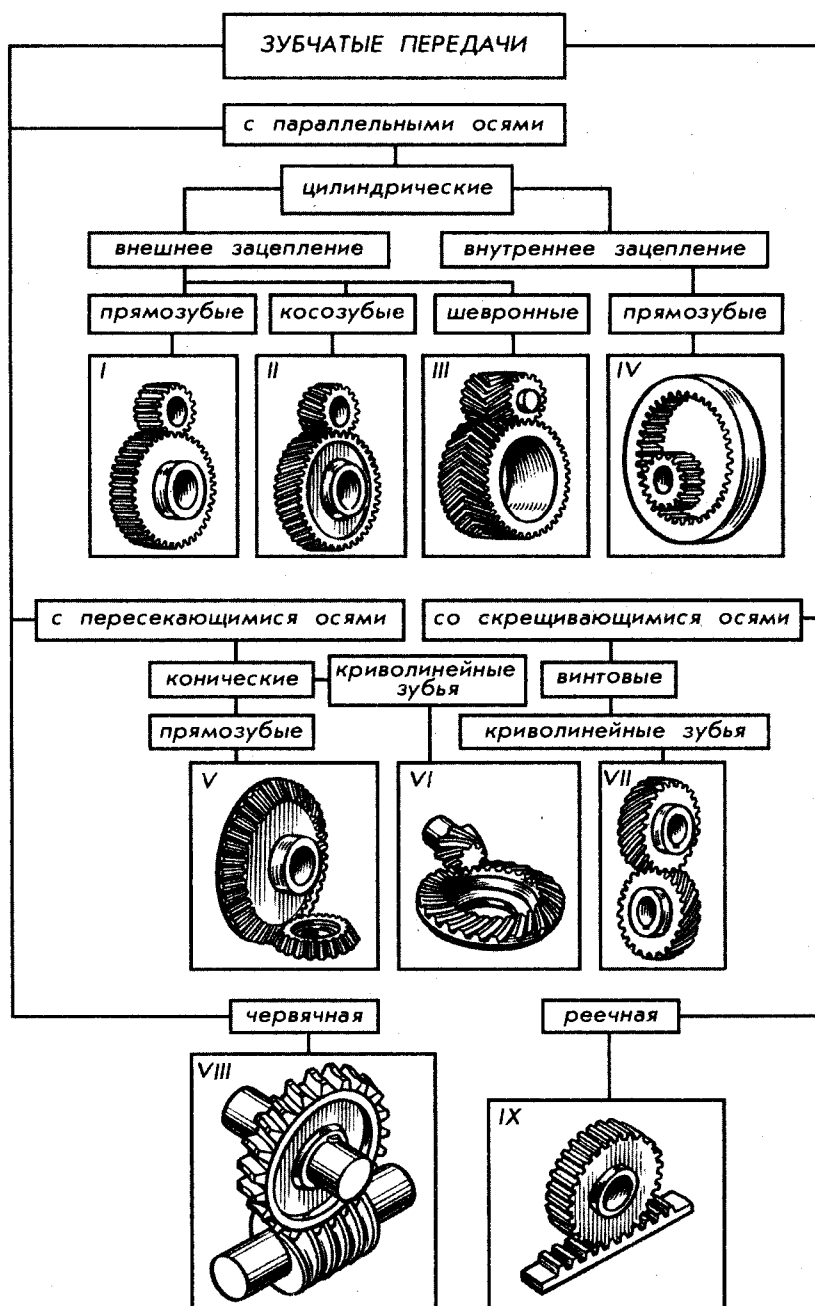 ЗУБЧАТЫЕ ПЕРЕДАЧИ
с параллельными осями
цилиндрические
внешнее зацепление
внутреннее зацепление
прямозубые
косозубые
шевронные
прямозубые
I
II
III
IV
с пересекающимися осями
со скрещивающимися осями
конические
криволинейные
зубья
винтовые
прямозубые
криволинейные зубья
V
VI
VII
червячная
реечная
VIII
IX